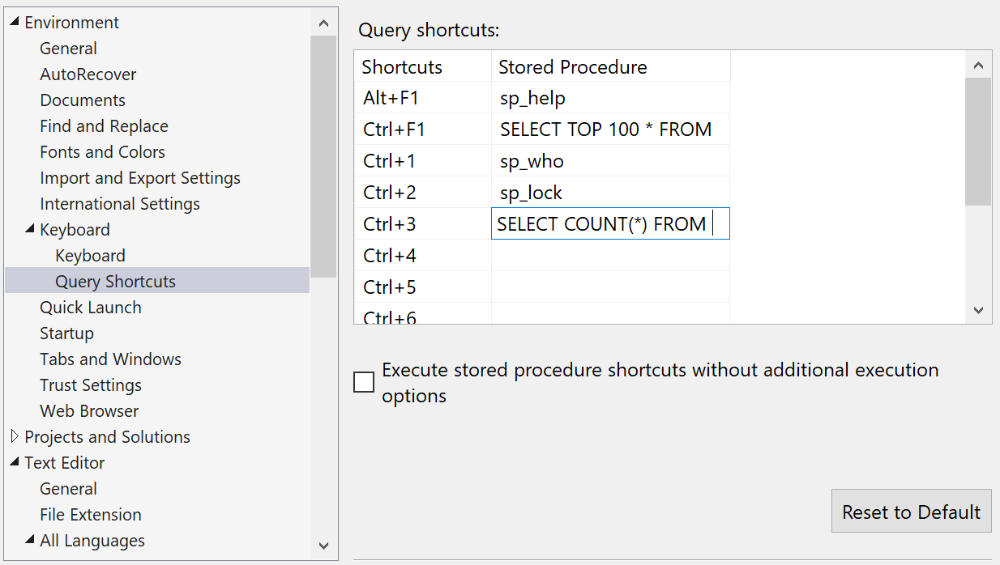 Environment
General
AutoRecover
Documents
Find and Replace
Fonts and Colors
Import and Export Settings
International Settings
Keyboard
Keyboard
Query Shortcuts
Quick Launch
Startup
Tabs and Windows
Trust Settings
Web Browser
Projects and Solutions
Text Editor
General
File Extension
All Languages
Query shortcuts:
Shortcuts Stored Procedure
Alt+F1 sp_help
Ctrl+F1 SELECT TOP 100 * FROM
Ctrl+1 sp_who
Ctrl+2 sp_lock
Ctrl+3 SELECT COUNT(*) FROM
Ctrl+4
Ctrl+5
Ctrl+6
Execute stored procedure shortcuts without additional execution
options
Reset to Default